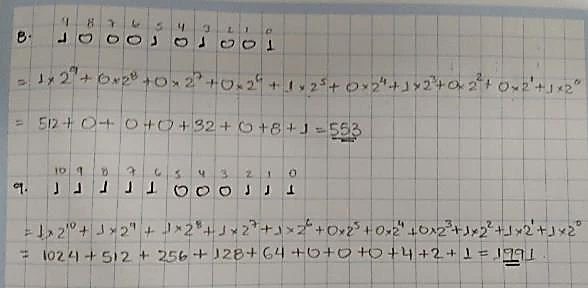 9 8 7 6 5 4 3 2 1 0
8. 1 0 0 0 1 0 1 0 0 1
= 1×2⁹ + 0×2⁸ + 0×2⁷ + 0×2⁶ + 1×2⁵ + 0×2⁴ + 1×2³ + 0×2² + 0×2¹ + 1×2⁰
= 512 + 0 + 0 + 0 + 32 + 0 + 8 + 1 = 553
10 9 8 7 6 5 4 3 2 1 0
9. 1 1 1 1 1 0 0 0 1 1 1
= 1×2¹⁰ + 1×2⁹ + 1×2⁸ + 1×2⁷ + 1×2⁶ + 0×2⁵ + 0×2⁴ + 0×2³ + 1×2² + 1×2¹ + 1×2⁰
= 1024 + 512 + 256 + 128 + 64 + 0 + 0 + 0 + 4 + 2 + 1 = 1991